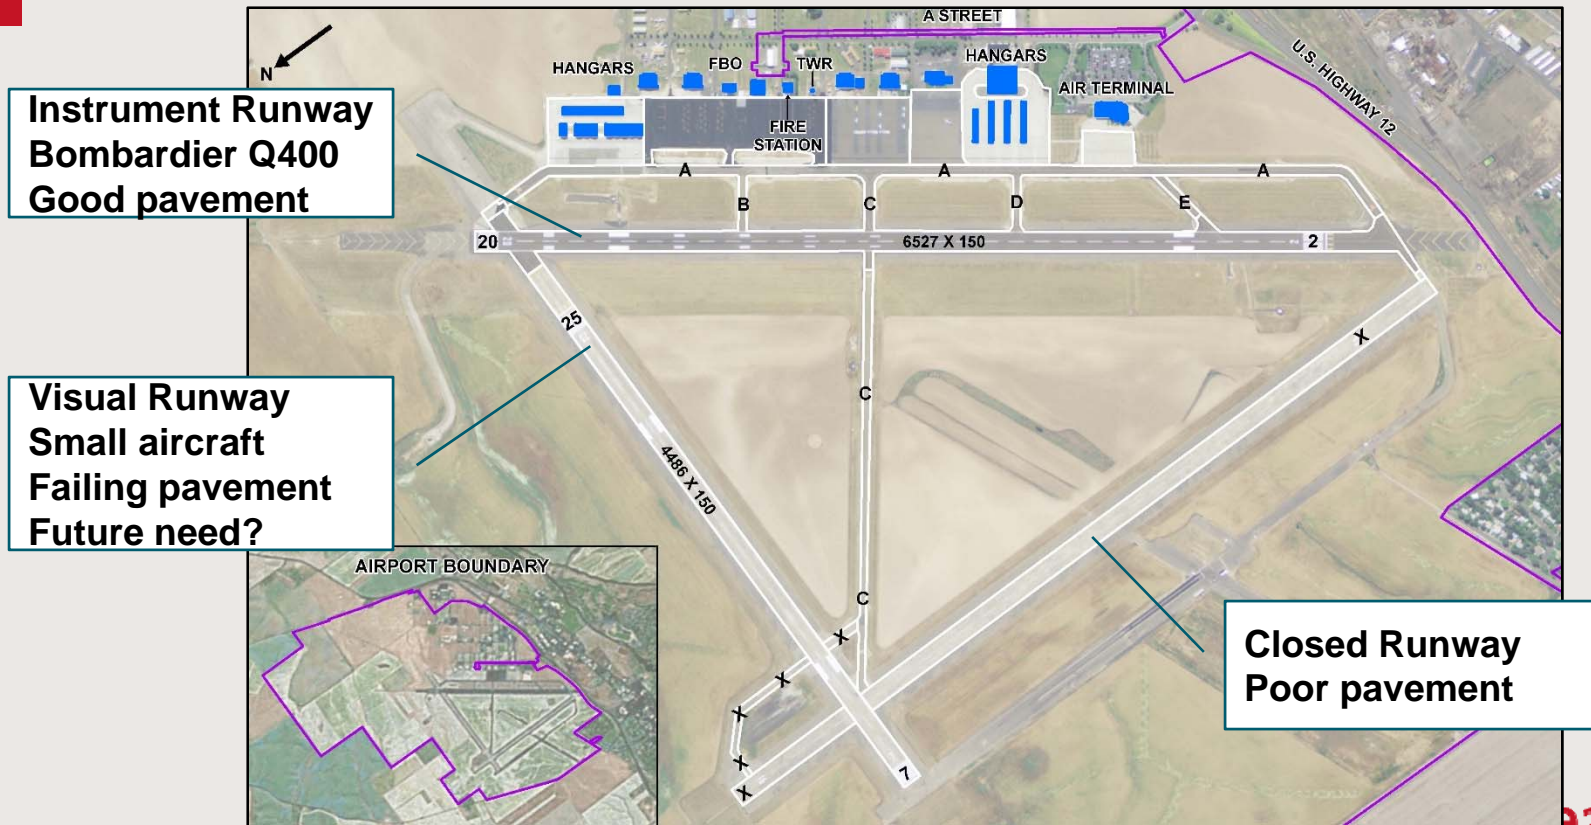 A STREET
N
HANGARS
FBO
TWR
HANGARS
AIR TERMINAL
U.S. HIGHWAY 12
FIRE
STATION
Instrument Runway
Bombardier Q400
Good pavement
A
A
A
B
C
D
E
20
6527 X 150
2
25
X
Visual Runway
Small aircraft
Failing pavement
Future need?
C
4486 X 150
AIRPORT BOUNDARY
C
X
X
X
X
X
7
Closed Runway
Poor pavement